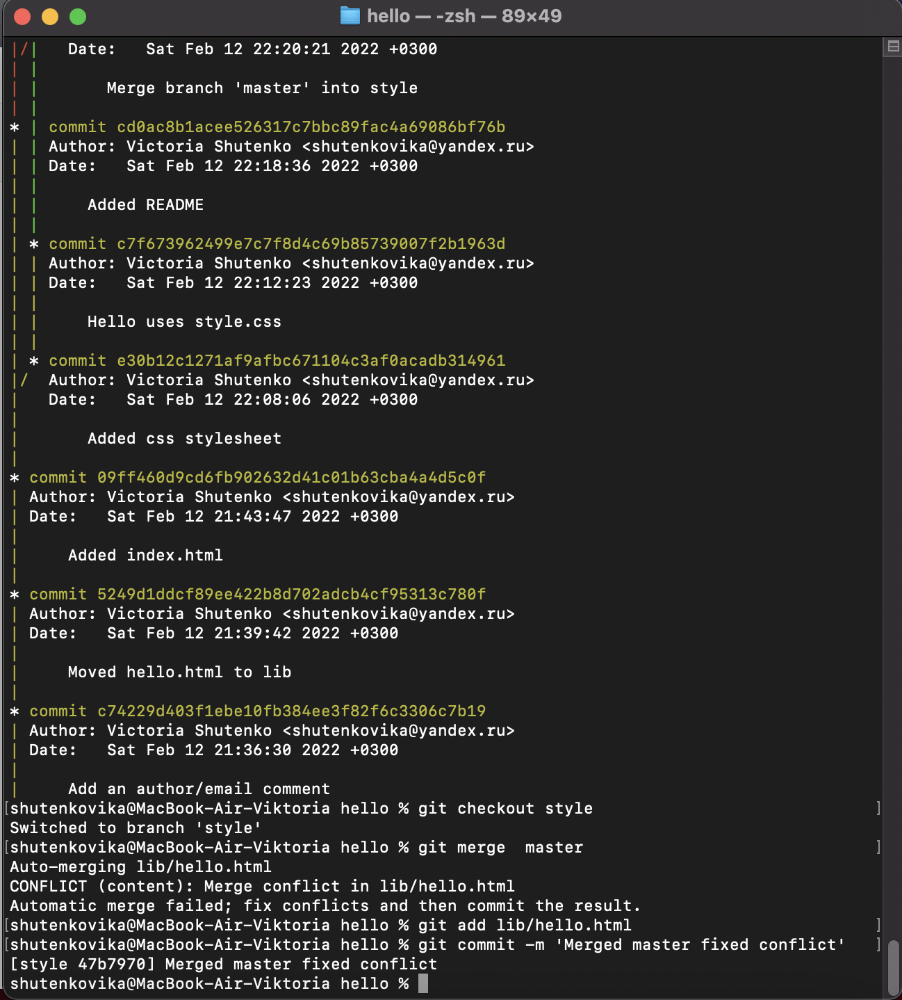 hello — -zsh — 89×49
|/|   Date:   Sat Feb 12 22:20:21 2022 +0300
| |
| |       Merge branch 'master' into style
| |
* | commit cd0ac8b1acee526317c7bbc89fac4a69086bf76b
| | Author: Victoria Shutenko <shutenkovika@yandex.ru>
| | Date:   Sat Feb 12 22:18:36 2022 +0300
| |
| |     Added README
| |
| * commit c7f673962499e7c7f8d4c69b85739007f2b1963d
| | Author: Victoria Shutenko <shutenkovika@yandex.ru>
| | Date:   Sat Feb 12 22:12:23 2022 +0300
| |
| |     Hello uses style.css
| |
| * commit e30b12c1271af9afbc671104c3af0acadb314961
|/  Author: Victoria Shutenko <shutenkovika@yandex.ru>
|   Date:   Sat Feb 12 22:08:06 2022 +0300
|
|       Added css stylesheet
|
* commit 09ff460d9cd6fb902632d41c01b63cba4a4d5c0f
| Author: Victoria Shutenko <shutenkovika@yandex.ru>
| Date:   Sat Feb 12 21:43:47 2022 +0300
|
|     Added index.html
|
* commit 5249d1ddcf89ee422b8d702adcb4cf95313c780f
| Author: Victoria Shutenko <shutenkovika@yandex.ru>
| Date:   Sat Feb 12 21:39:42 2022 +0300
|
|     Moved hello.html to lib
|
* commit c74229d403f1ebe10fb384ee3f82f6c3306c7b19
| Author: Victoria Shutenko <shutenkovika@yandex.ru>
| Date:   Sat Feb 12 21:36:30 2022 +0300
|
|     Add an author/email comment
[shutenkovika@MacBook-Air-Viktoria hello % git checkout style ]
Switched to branch 'style'
[shutenkovika@MacBook-Air-Viktoria hello % git merge  master ]
Auto-merging lib/hello.html
CONFLICT (content): Merge conflict in lib/hello.html
Automatic merge failed; fix conflicts and then commit the result.
[shutenkovika@MacBook-Air-Viktoria hello % git add lib/hello.html ]
[shutenkovika@MacBook-Air-Viktoria hello % git commit -m 'Merged master fixed conflict' ]
[style 47b7970] Merged master fixed conflict
shutenkovika@MacBook-Air-Viktoria hello %